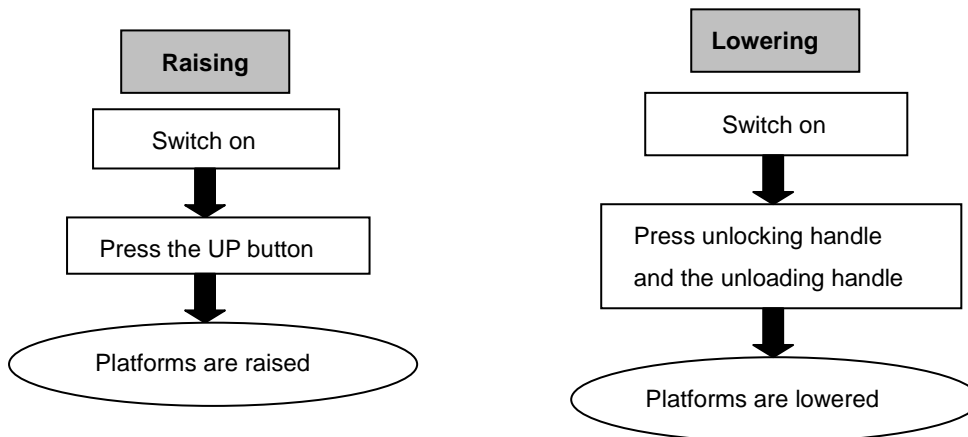 Raising
Switch on
Press the UP button
Platforms are raised
Lowering
Switch on
Press unlocking handle
and the unloading handle
Platforms are lowered